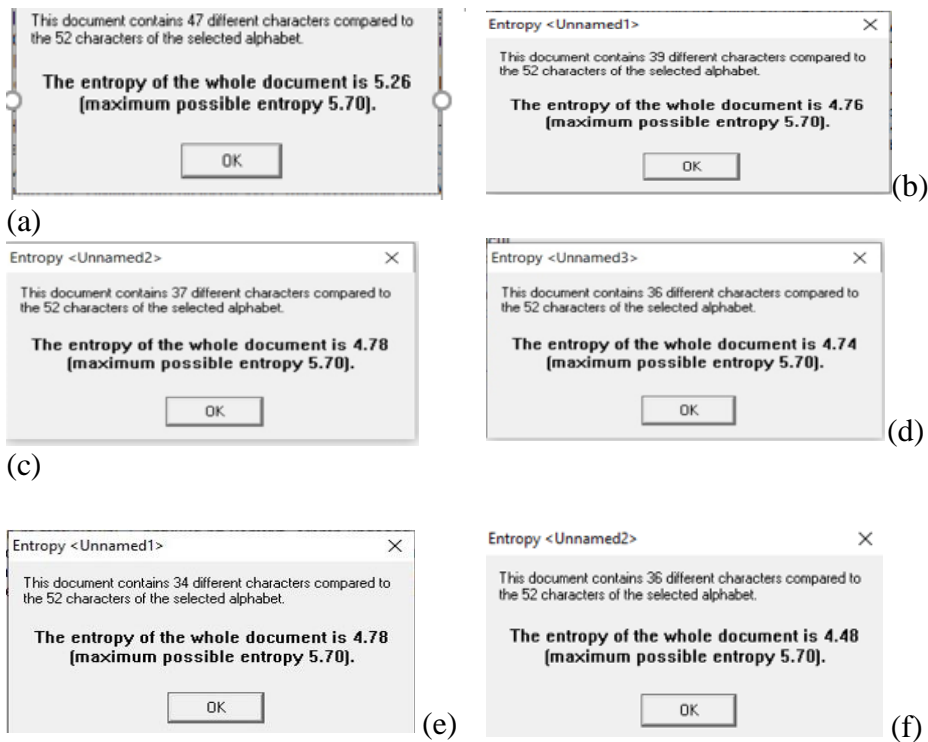 This document contains 47 different characters compared to
the 52 characters of the selected alphabet.
The entropy of the whole document is 5.26
(maximum possible entropy 5.70).
OK
(a)
Entropy <Unnamed1>
This document contains 39 different characters compared to
the 52 characters of the selected alphabet.
The entropy of the whole document is 4.76
(maximum possible entropy 5.70).
OK
(b)
Entropy <Unnamed2>
This document contains 37 different characters compared to
the 52 characters of the selected alphabet.
The entropy of the whole document is 4.78
(maximum possible entropy 5.70).
OK
(c)
Entropy <Unnamed3>
This document contains 36 different characters compared to
the 52 characters of the selected alphabet.
The entropy of the whole document is 4.74
(maximum possible entropy 5.70).
OK
(d)
Entropy <Unnamed1>
This document contains 34 different characters compared to
the 52 characters of the selected alphabet.
The entropy of the whole document is 4.78
(maximum possible entropy 5.70).
OK
(e)
Entropy <Unnamed2>
This document contains 36 different characters compared to
the 52 characters of the selected alphabet.
The entropy of the whole document is 4.48
(maximum possible entropy 5.70).
OK
(f)